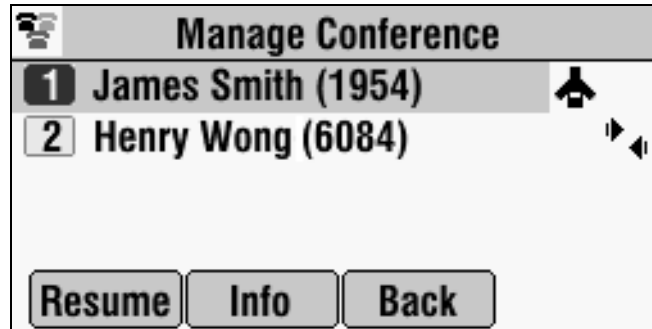 Manage Conference
1 James Smith (1954)
2 Henry Wong (6084)
Resume Info Back